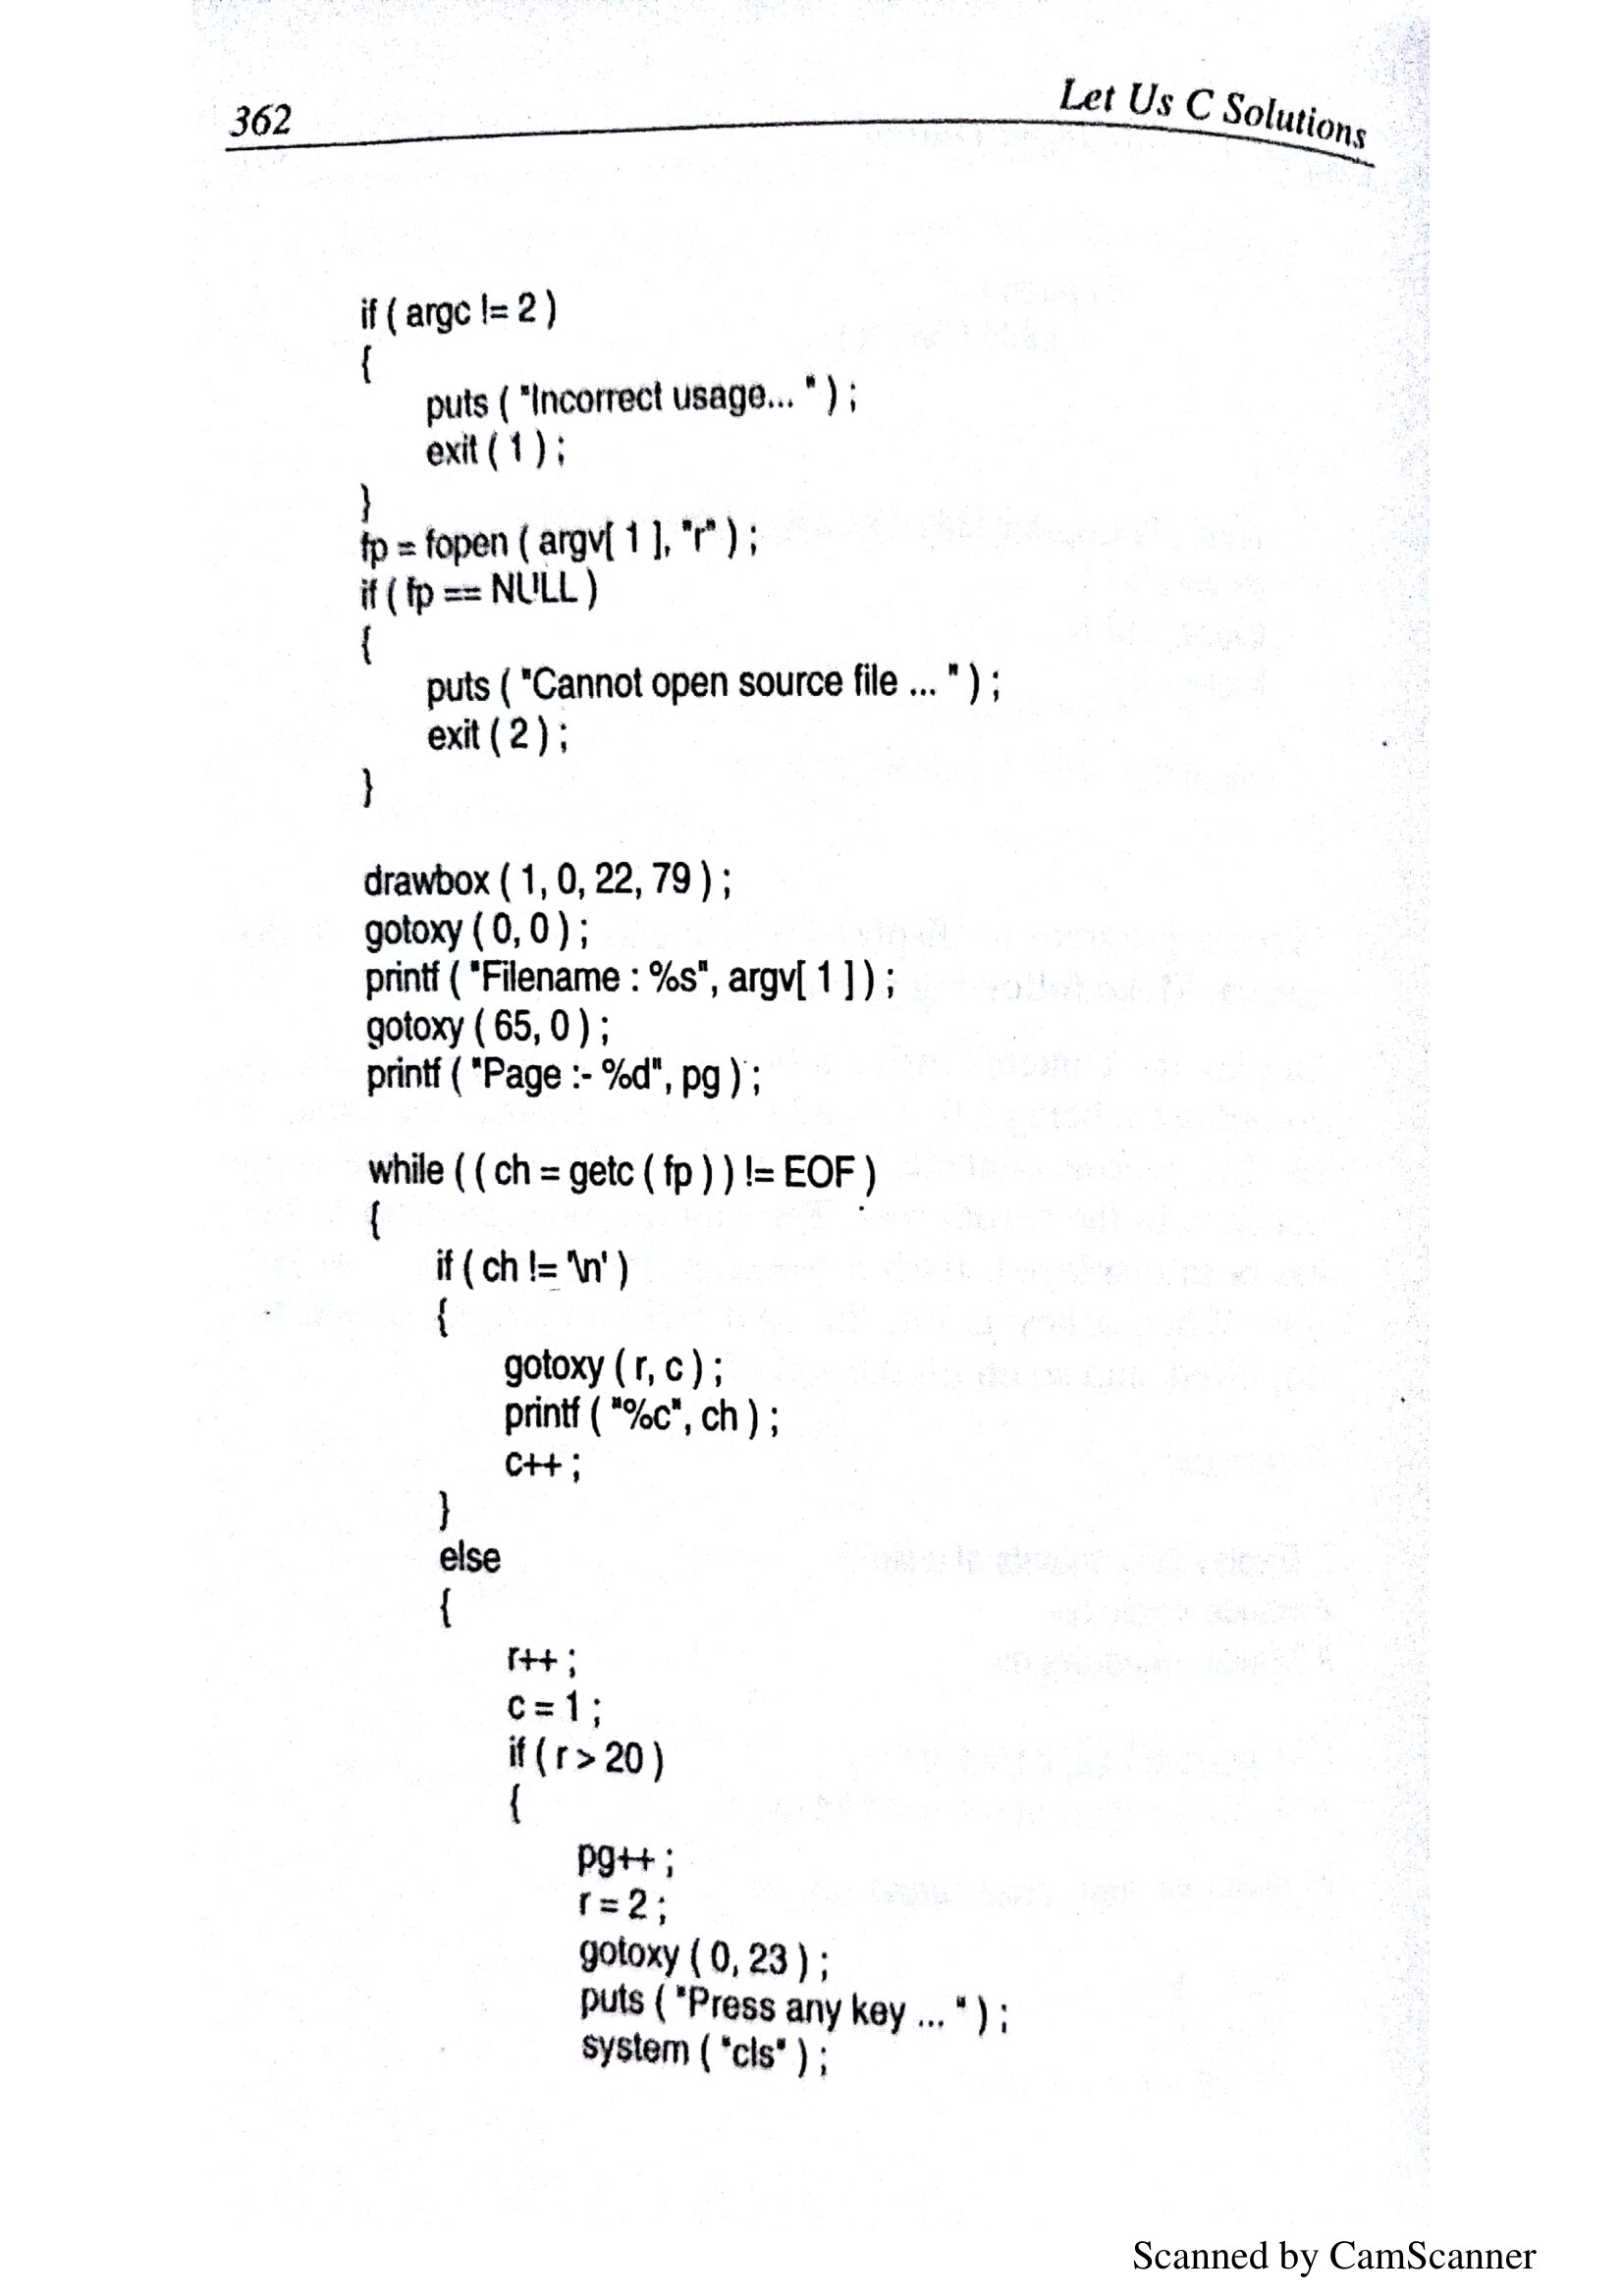 362
Let Us C Solutions
if ( argc != 2 )
{
puts ( "Incorrect usage... " ) ;
exit ( 1 ) ;
}
fp = fopen ( argv[ 1 ], "r" ) ;
if ( fp == NULL )
{
puts ( "Cannot open source file ... " ) ;
exit ( 2 ) ;
}
drawbox ( 1, 0, 22, 79 ) ;
gotoxy ( 0, 0 ) ;
printf ( "Filename : %s", argv[ 1 ] ) ;
gotoxy ( 65, 0 ) ;
printf ( "Page :- %d", pg ) ;
while ( ( ch = getc ( fp ) ) != EOF )
{
if ( ch != '\n' )
{
gotoxy ( r, c ) ;
printf ( "%c", ch ) ;
c++ ;
}
else
{
r++ ;
c = 1 ;
if ( r > 20 )
{
pg++ ;
r = 2 ;
gotoxy ( 0, 23 ) ;
puts ( "Press any key ... " ) ;
system ( "cls" ) ;
Scanned by CamScanner